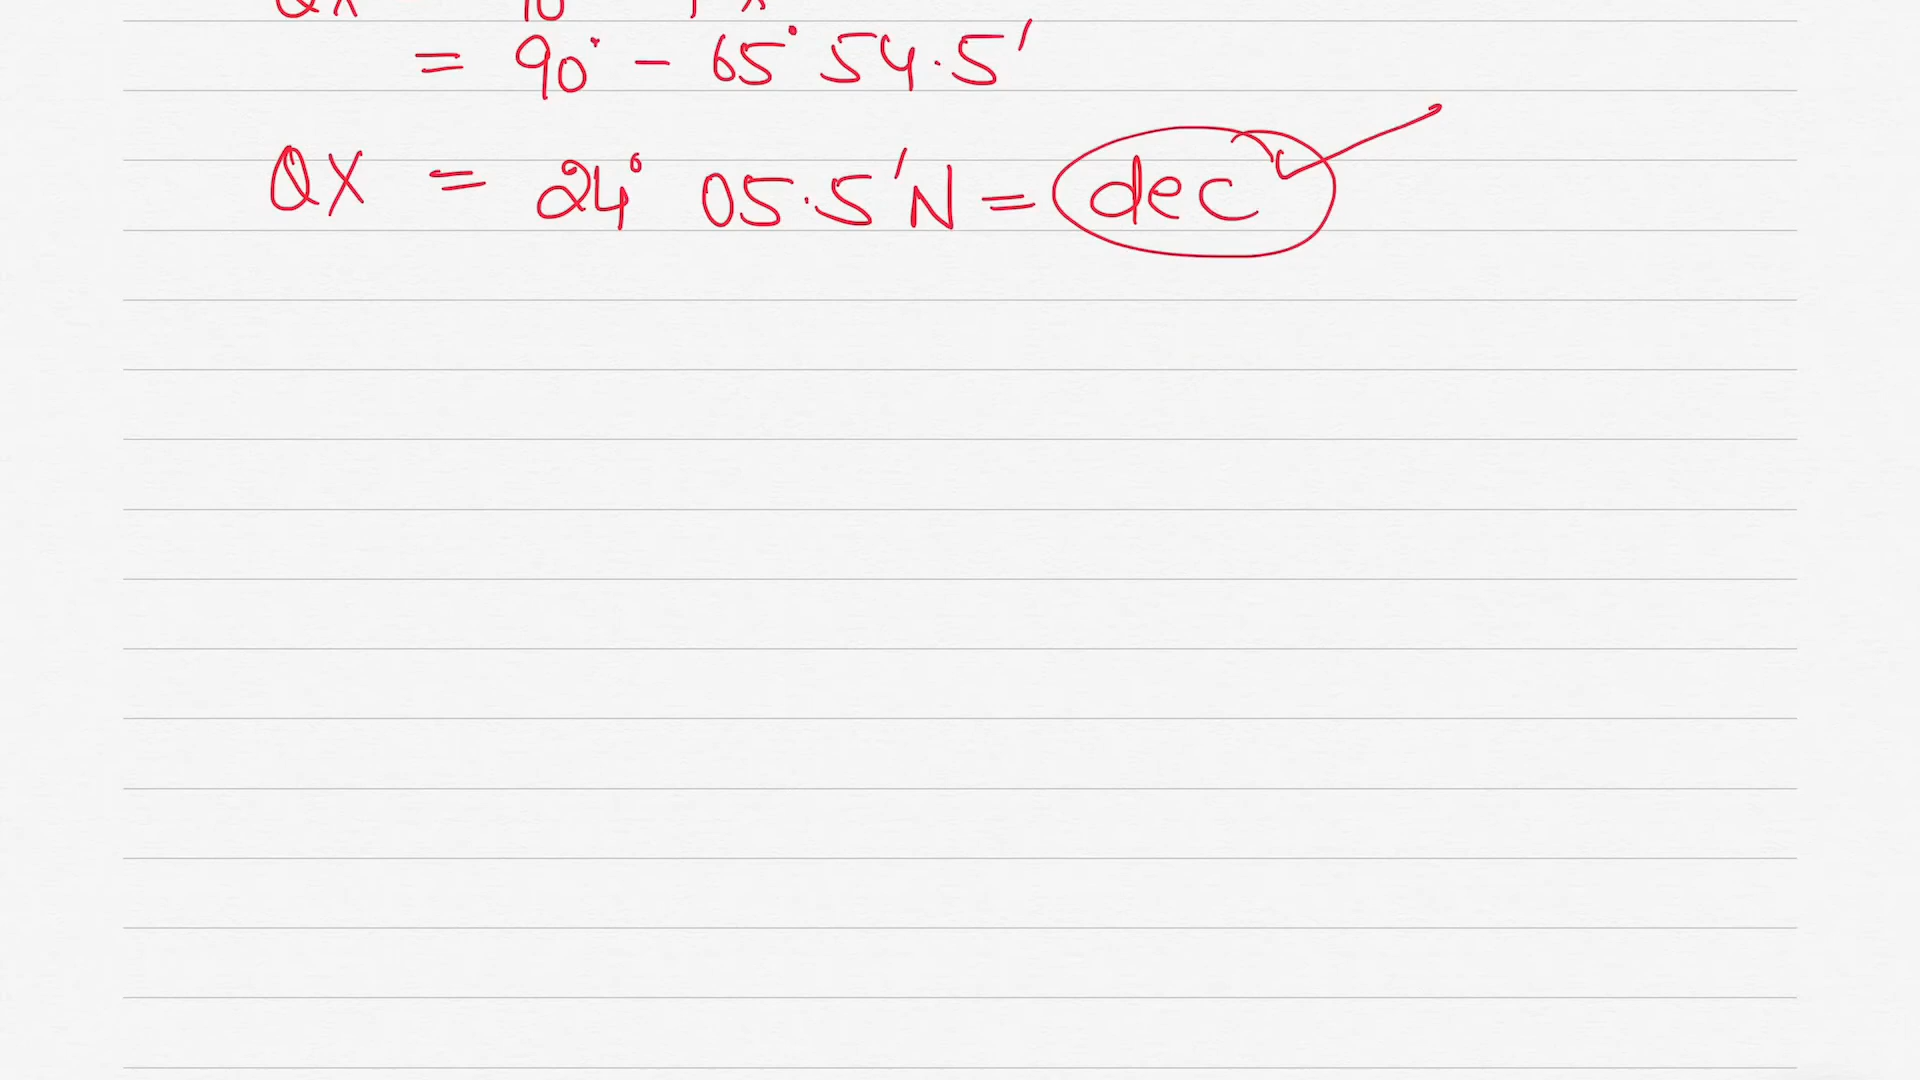 = 90° - 65° 54.5'
QX = 24° 05.5'N = dec